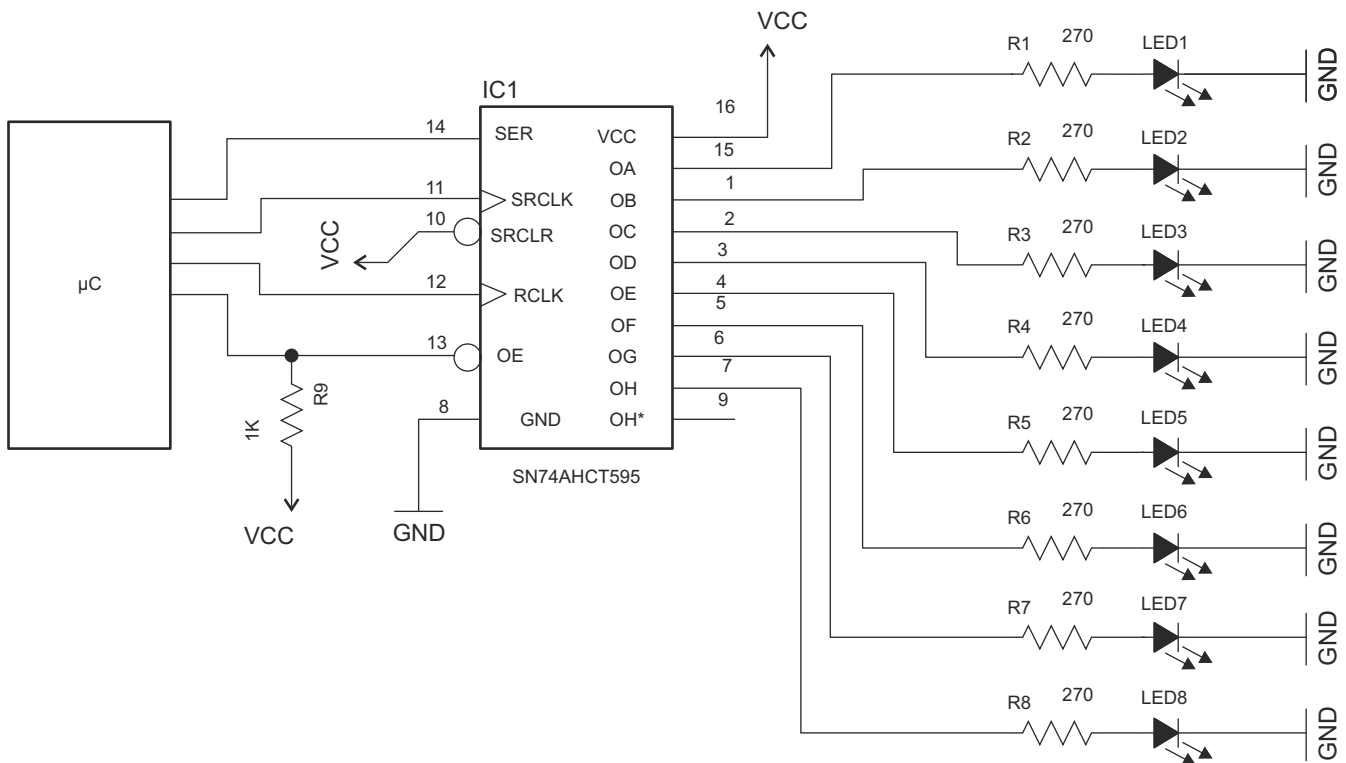 VCC
R1 270 LED1
GND
IC1
16
14 SER VCC
15
OA
R2 270 LED2
GND
1
11 SRCLK OB
10 SRCLR OC
2
VCC
R3 270 LED3
GND
3
OD
µC
12 RCLK OE
4
5
OF
R4 270 LED4
GND
6
13 OE OG
7
OH
R9
1K
8 GND OH*
9
R5 270 LED5
GND
SN74AHCT595
VCC
GND
R6 270 LED6
GND
R7 270 LED7
GND
R8 270 LED8
GND